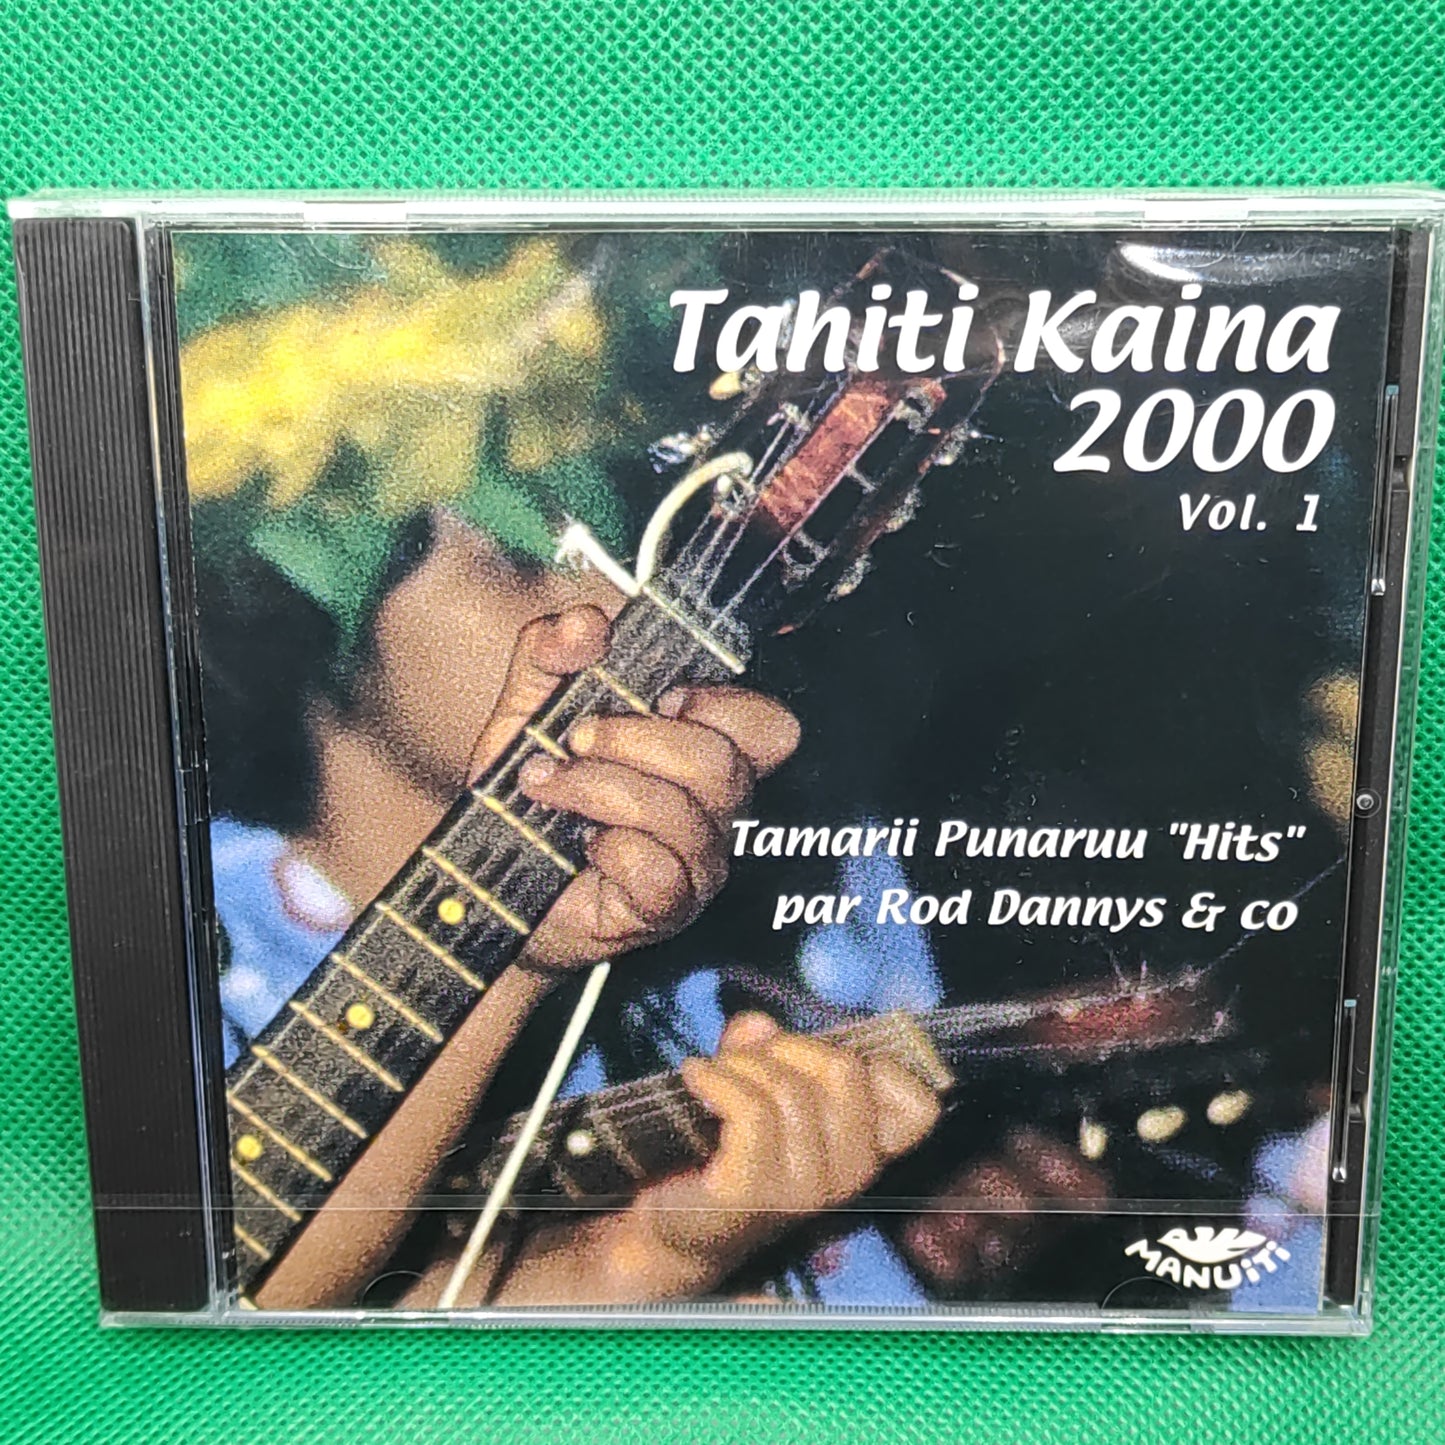 Tahiti Kaina
2000
Vol. 1
Tamarii Punaruu "Hits"
par Rod Dannys & co
MANUiTi